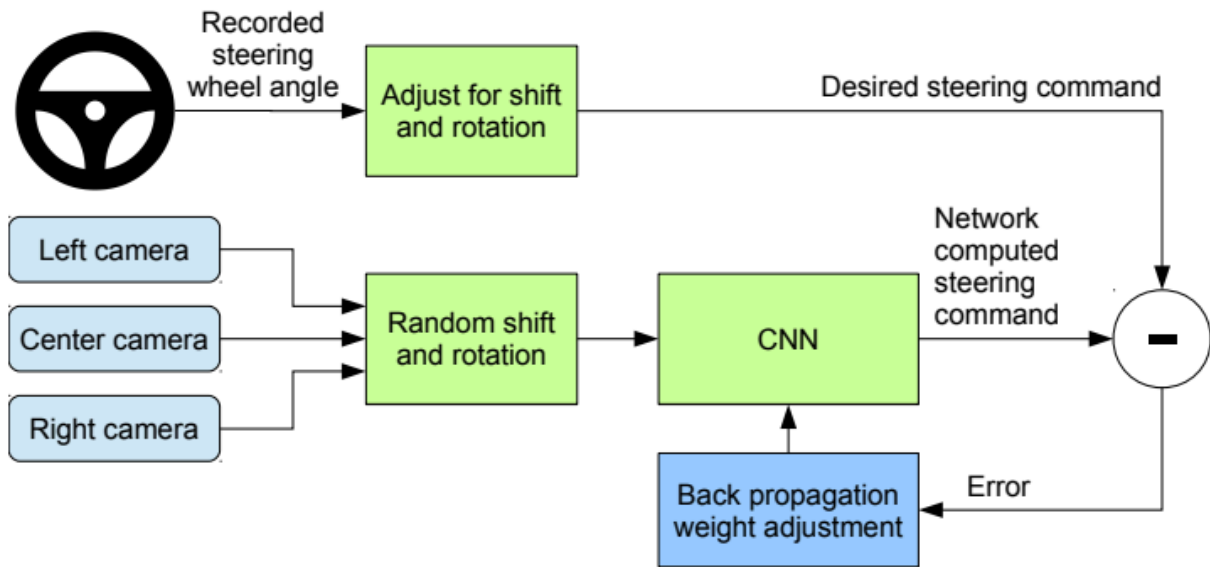 Recorded
steering
wheel angle
Adjust for shift
and rotation
Desired steering command
Left camera
Center camera
Right camera
Random shift
and rotation
CNN
Network
computed
steering
command
-
Back propagation
weight adjustment
Error